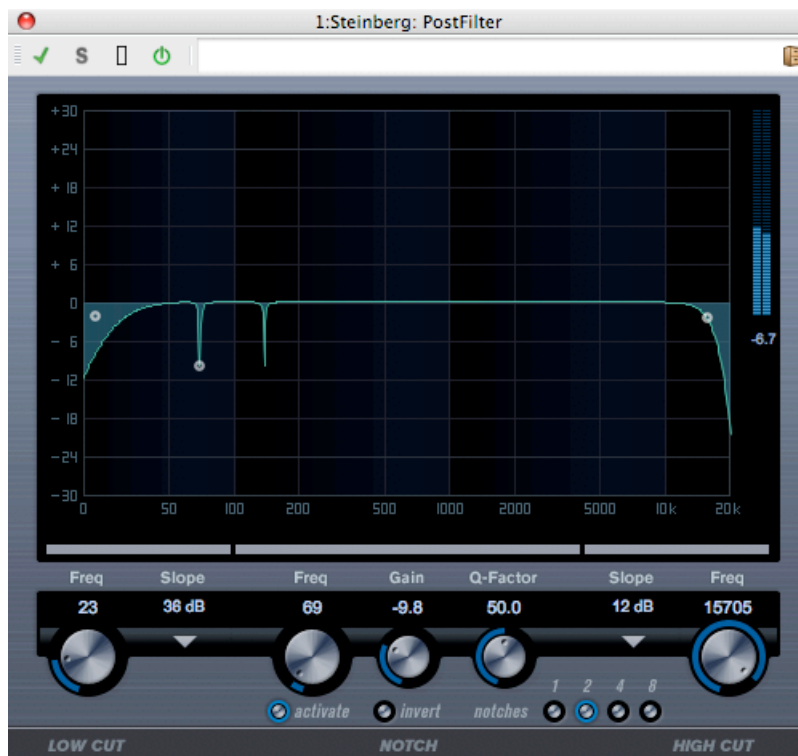 1:Steinberg: PostFilter
S
+30
+24
+ 18
+ 12
+ 6
0
- 6
- 12
- 18
-24
-30
0 50 100 200 500 1000 2000 5000 10k 20k
-6.7
Freq Slope Freq Gain Q-Factor Slope Freq
23 36 dB 69 -9.8 50.0 12 dB 15705
1 2 4 8
activate invert notches
LOW CUT NOTCH HIGH CUT